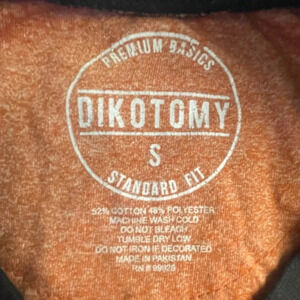 PREMIUM BASICS
DIKOTOMY
S
STANDARD FIT
52% COTTON 48% POLYESTER
MACHINE WASH COLD
DO NOT BLEACH
TUMBLE DRY LOW
DO NOT IRON IF DECORATED
MADE IN PAKISTAN
RN#